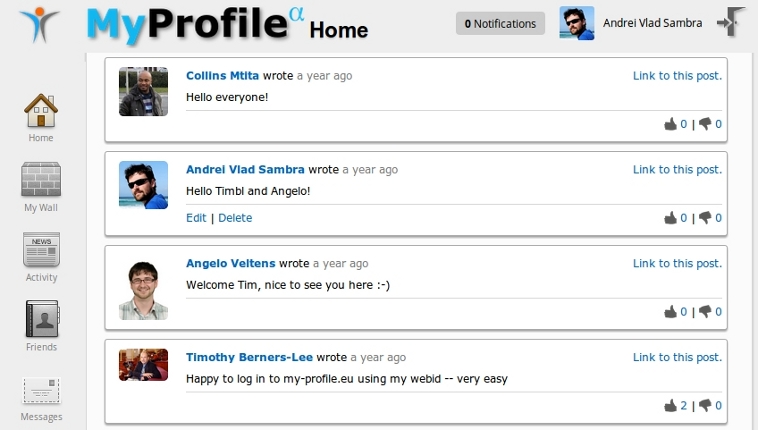 MyProfile α Home
0 Notifications
Andrei Vlad Sambra
Home
My Wall
NEWS
Activity
Friends
Messages
Collins Mtita wrote a year ago Link to this post.
Hello everyone!
0 | 0
Andrei Vlad Sambra wrote a year ago Link to this post.
Hello Timbl and Angelo!
Edit | Delete 0 | 0
Angelo Veltens wrote a year ago Link to this post.
Welcome Tim, nice to see you here :-)
0 | 0
Timothy Berners-Lee wrote a year ago Link to this post.
Happy to log in to my-profile.eu using my webid -- very easy
2 | 0